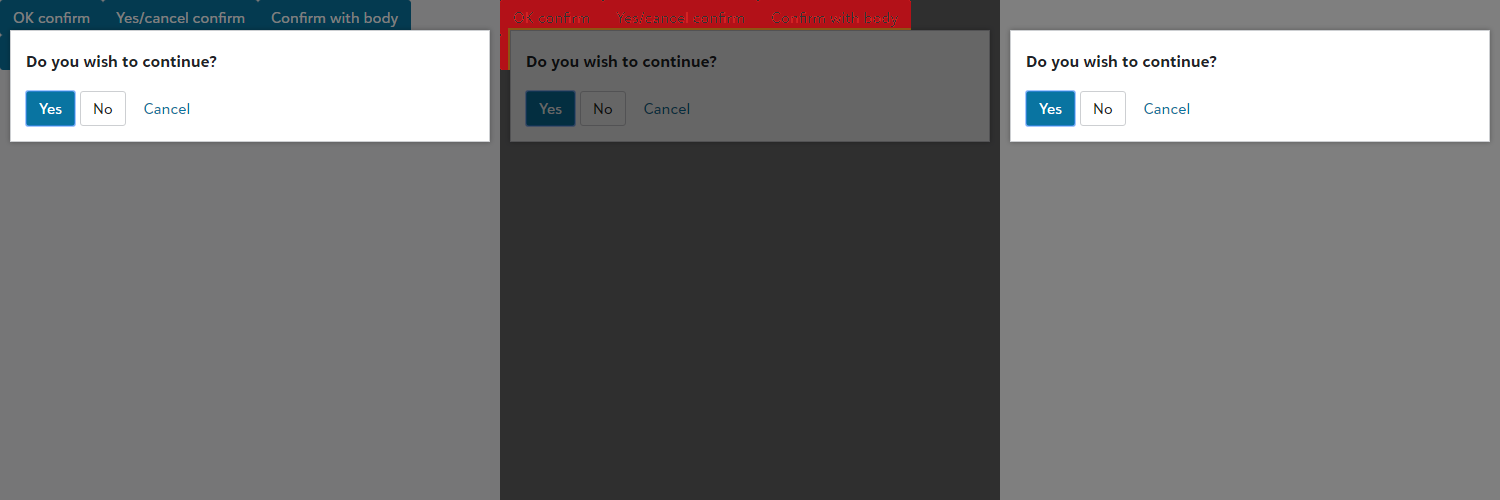 OK confirm Yes/cancel confirm Confirm with body
Do you wish to continue?
Yes No Cancel
OK confirm Yes/cancel confirm Confirm with body
Do you wish to continue?
Yes No Cancel
Do you wish to continue?
Yes No Cancel